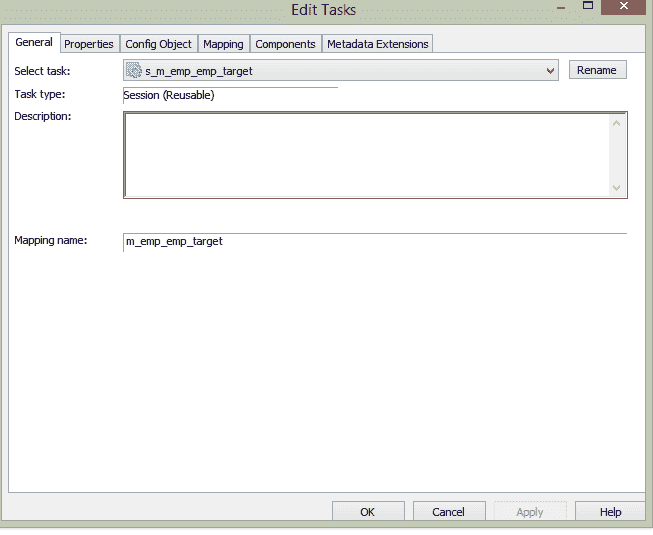 Edit Tasks
General Properties Config Object Mapping Components Metadata Extensions
Select task: s_m_emp_emp_target Rename
Task type: Session (Reusable)
Description:
Mapping name: m_emp_emp_target
OK Cancel Apply Help